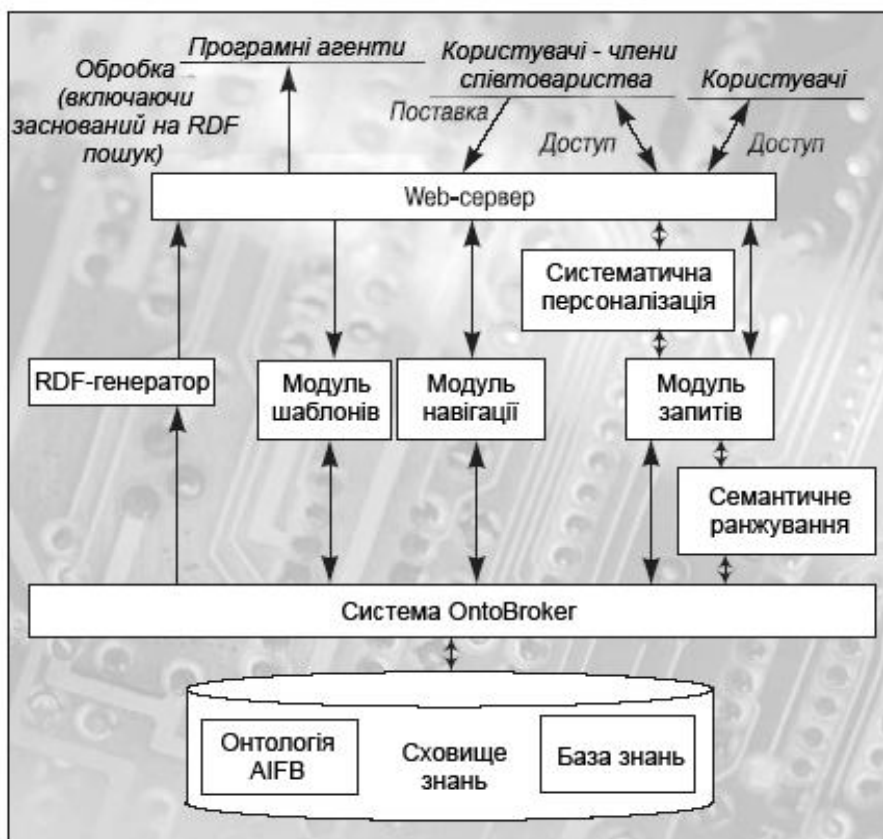 Програмні агенти
Користувачі - члени
співтовариства
Користувачі
Обробка
(включаючи
заснований на RDF
пошук)
Поставка
Доступ
Доступ
Web-сервер
Систематична
персоналізація
RDF-генератор
Модуль
шаблонів
Модуль
навігації
Модуль
запитів
Семантичне
ранжування
Система OntoBroker
Онтологія
AIFB
Сховище
знань
База знань